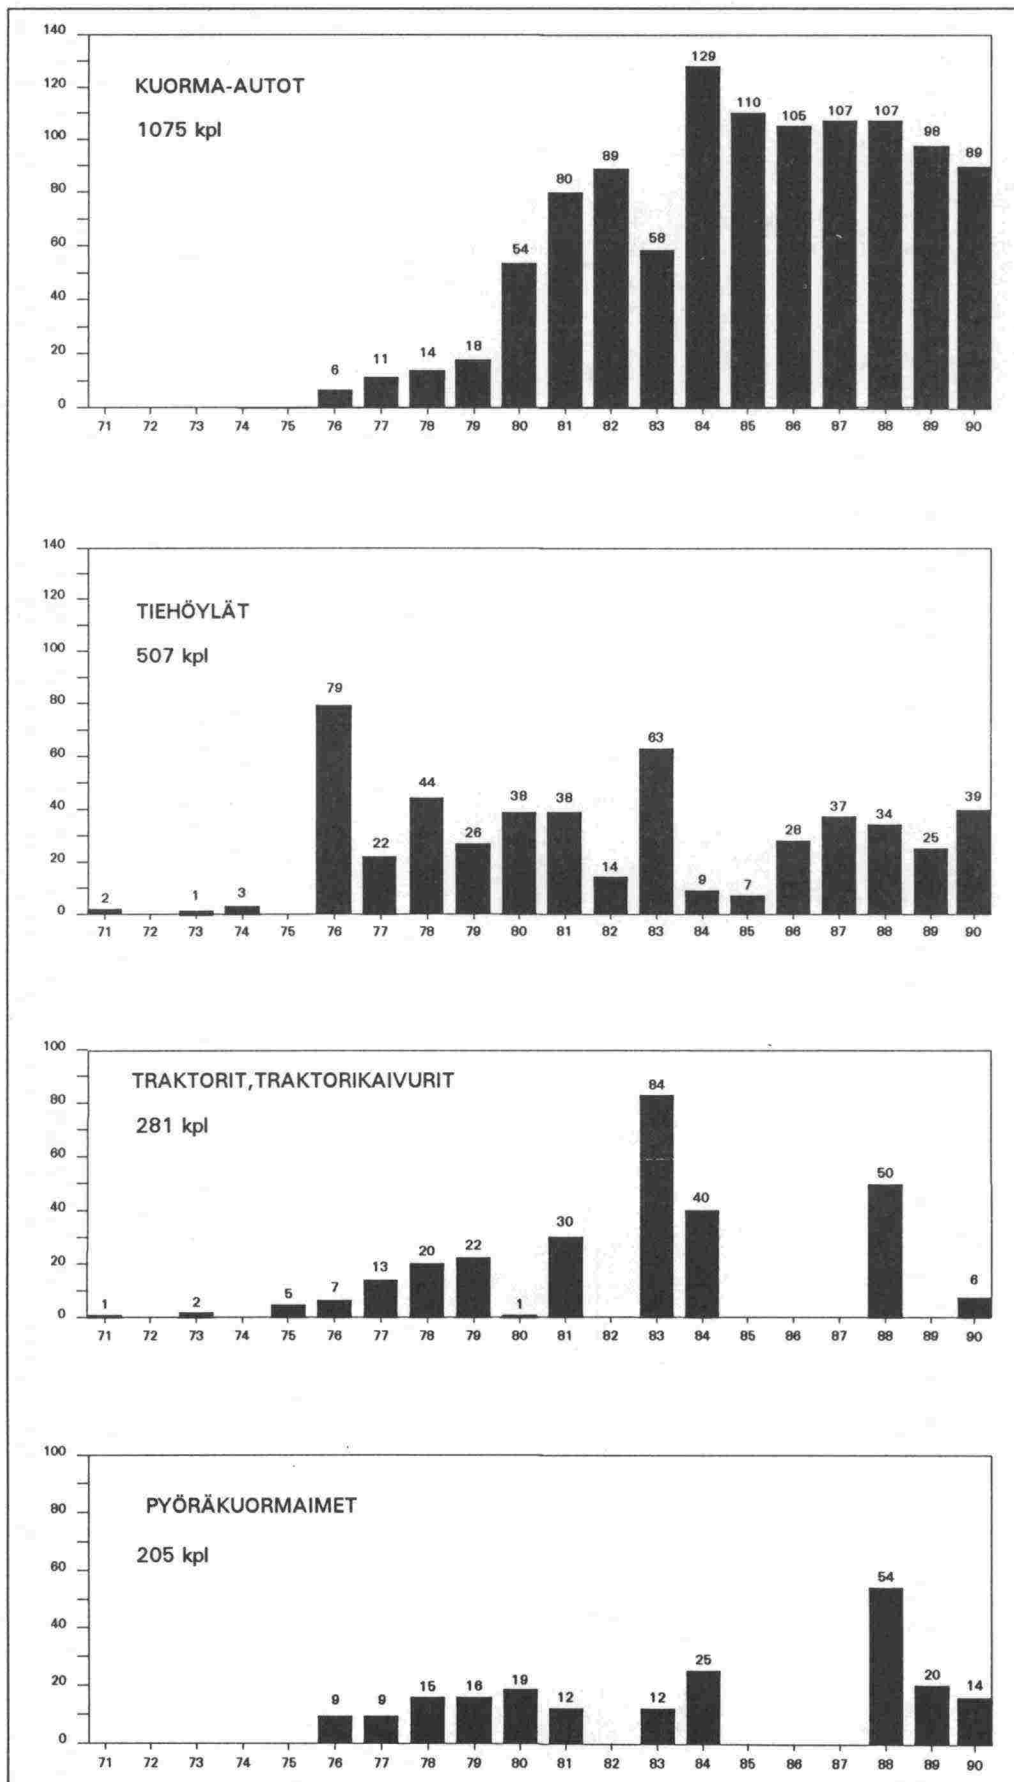 140
120
100
80
60
40
20
0
KUORMA-AUTOT
1075 kpl
6 11 14 18 54 80 89 58 129 110 105 107 107 98 89
71 72 73 74 75 76 77 78 79 80 81 82 83 84 85 86 87 88 89 90
140
120
100
80
60
40
20
0
TIEHÖYLÄT
507 kpl
2 1 3 79 22 44 26 38 38 14 63 9 7 28 37 34 25 39
71 72 73 74 75 76 77 78 79 80 81 82 83 84 85 86 87 88 89 90
100
80
60
40
20
0
TRAKTORIT,TRAKTORIKAIVURIT
281 kpl
1 2 5 7 13 20 22 1 30 84 40 50 6
71 72 73 74 75 76 77 78 79 80 81 82 83 84 85 86 87 88 89 90
100
80
60
40
20
0
PYÖRÄKUORMAIMET
205 kpl
9 9 15 16 19 12 12 25 54 20 14
71 72 73 74 75 76 77 78 79 80 81 82 83 84 85 86 87 88 89 90